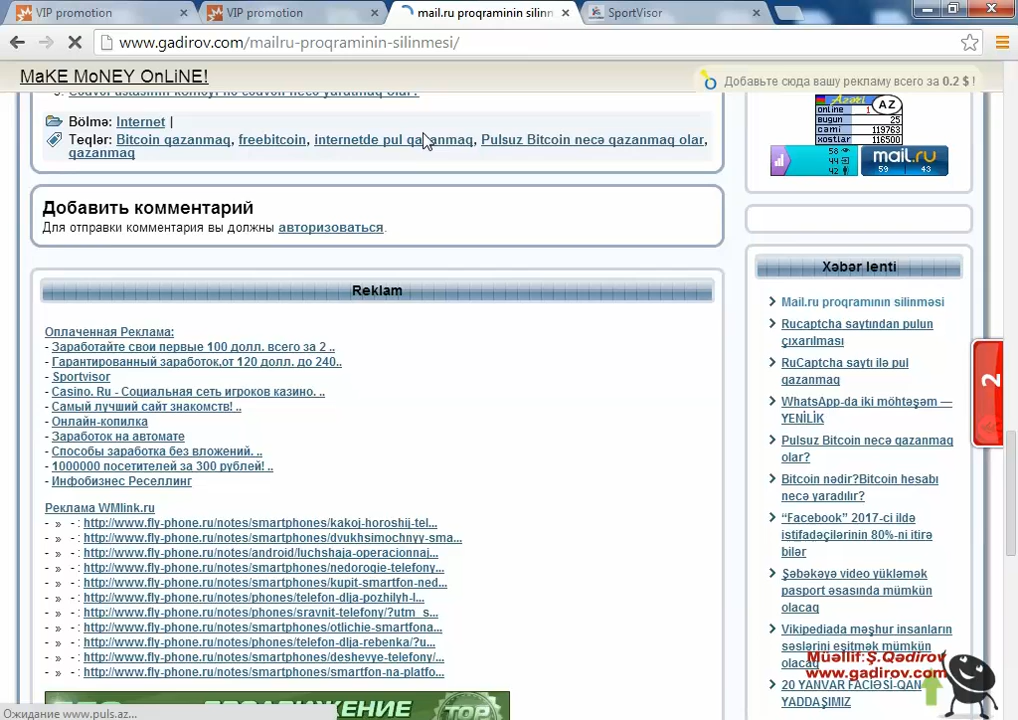 VIP promotion
VIP promotion
mail.ru proqraminin silinm
SportVisor
www.gadirov.com/mailru-proqraminin-silinmesi/
MaKE MoNEY OnLiNE!
Добавьте сюда вашу рекламу всего за 0.2 $ !
Bölmə: Internet |
Teqlər: Bitcoin qazanmaq, freebitcoin, internetde pul qazanmaq, Pulsuz Bitcoin necə qazanmaq olar,
qazanmaq
Добавить комментарий
Для отправки комментария вы должны авторизоваться.
Reklam
Оплаченная Реклама:
- Заработайте свои первые 100 долл. всего за 2 ..
- Гарантированный заработок,от 120 долл. до 240..
- Sportvisor
- Casino. Ru - Социальная сеть игроков казино. ..
- Самый лучший сайт знакомств! ..
- Онлайн-копилка
- Заработок на автомате
- Способы заработка без вложений. ..
- 1000000 посетителей за 300 рублей! ..
- Инфобизнес Реселлинг
Реклама WMlink.ru
- » - : http://www.fly-phone.ru/notes/smartphones/kakoj-horoshij-tel...
- » - : http://www.fly-phone.ru/notes/smartphones/dvukhsimochnyy-sma...
- » - : http://www.fly-phone.ru/notes/android/luchshaja-operacionnaj...
- » - : http://www.fly-phone.ru/notes/smartphones/nedorogie-telefony...
- » - : http://www.fly-phone.ru/notes/smartphones/kupit-smartfon-ned...
- » - : http://www.fly-phone.ru/notes/phones/telefon-dlja-pozhilyh-l...
- » - : http://www.fly-phone.ru/notes/phones/sravnit-telefony/?utm_s...
- » - : http://www.fly-phone.ru/notes/smartphones/otlichie-smartfona...
- » - : http://www.fly-phone.ru/notes/phones/telefon-dlja-rebenka/?u...
- » - : http://www.fly-phone.ru/notes/smartphones/deshevye-telefony/...
- » - : http://www.fly-phone.ru/notes/smartphones/smartfon-na-platfo...
TOP
Azəri
AZ
online 1
bugun 25
cəmi 119763
xostlar 116500
58
44
42
mail.ru
59 43
Xəbər lenti
Mail.ru proqramının silinməsi
Rucaptcha saytından pulun
çıxarılması
RuCaptcha saytı ilə pul
qazanmaq
WhatsApp-da iki möhtəşəm —
YENİLİK
Pulsuz Bitcoin necə qazanmaq
olar?
Bitcoin nədir?Bitcoin hesabı
necə yaradılır?
“Facebook” 2017-ci ildə
istifadəçilərinin 80%-ni itirə
bilər
Şəbəkəyə video yükləmək
pasport əsasında mümkün
olacaq
Vikipediada məşhur insanların
səslərini eşitmək mümkün
olacaq
20 YANVAR FACİƏSİ-QAN
YADDAŞIMIZ
2
Müəllif:Ş.Qədirov
www.gadirov.com
Ожидание www.puls.az...